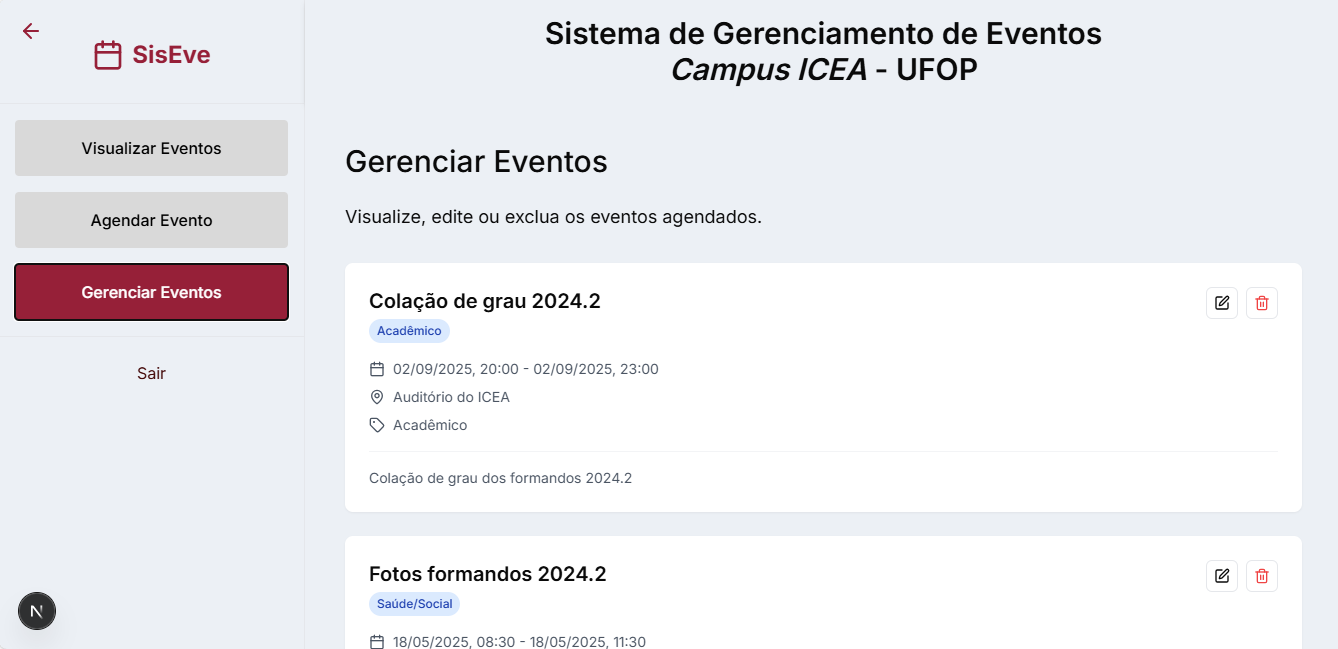 SisEve
Visualizar Eventos
Agendar Evento
Gerenciar Eventos
Sair
N
Sistema de Gerenciamento de Eventos
Campus ICEA - UFOP
Gerenciar Eventos
Visualize, edite ou exclua os eventos agendados.
Colação de grau 2024.2
Acadêmico
02/09/2025, 20:00 - 02/09/2025, 23:00
Auditório do ICEA
Acadêmico
Colação de grau dos formandos 2024.2
Fotos formandos 2024.2
Saúde/Social
18/05/2025, 08:30 - 18/05/2025, 11:30